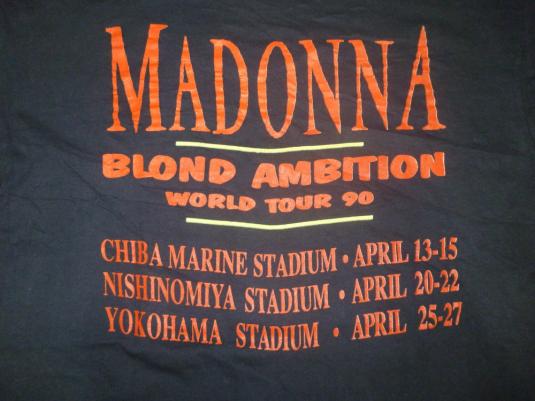 MADONNA
BLOND AMBITION
WORLD TOUR 90
CHIBA MARINE STADIUM • APRIL 13-15
NISHINOMIYA STADIUM • APRIL 20-22
YOKOHAMA STADIUM • APRIL 25-27